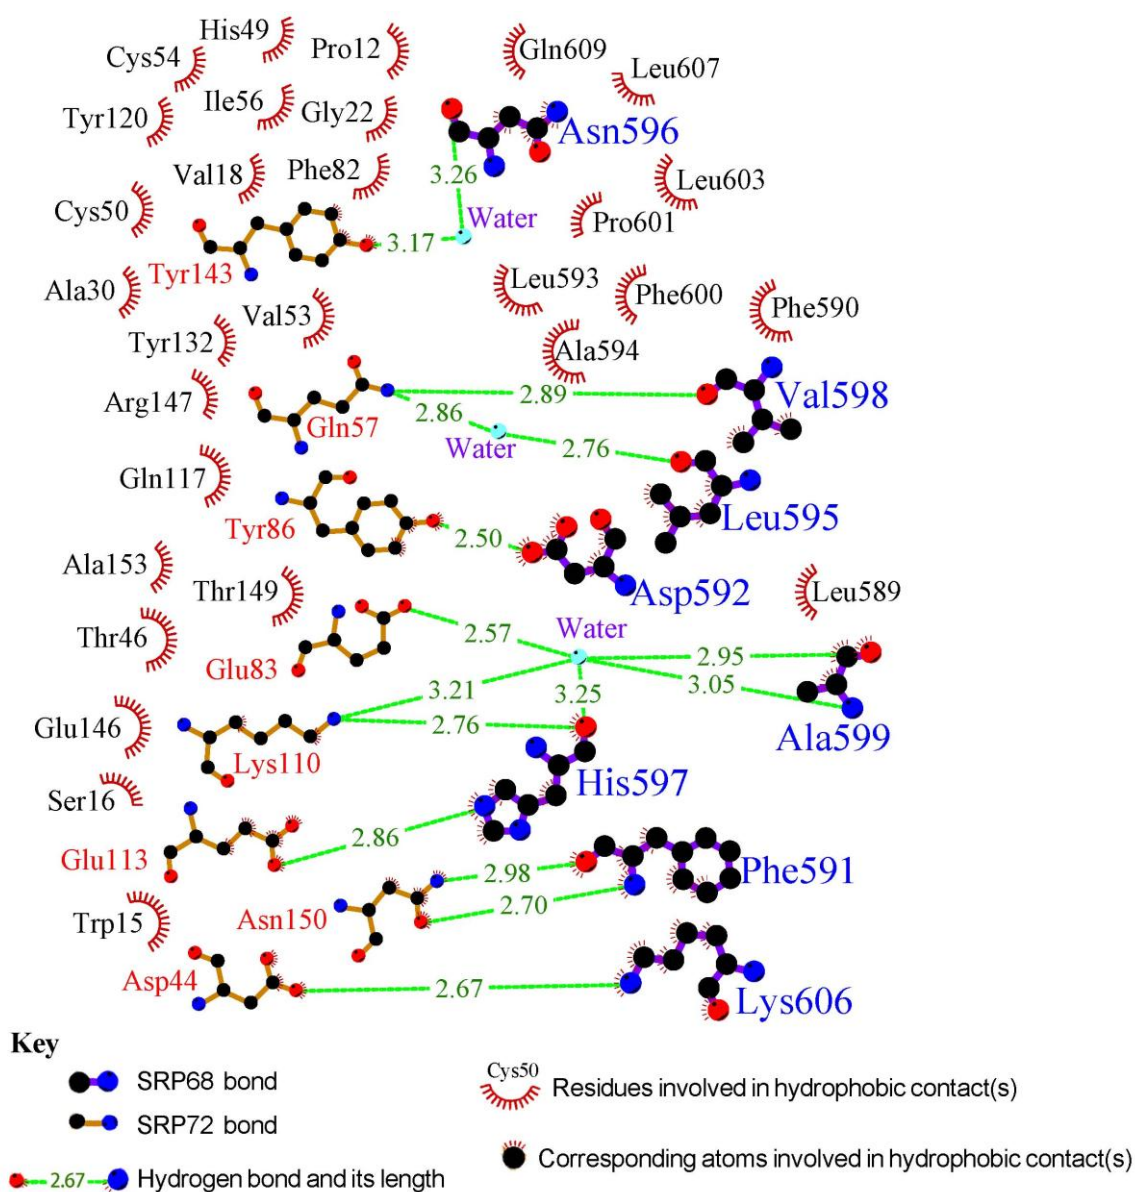 His49
Pro12
Gln609
Cys54
Leu607
Ile56
Gly22
Tyr120
Asn596
Val18
Phe82
3.26
Leu603
Cys50
Water
Pro601
3.17
Tyr143
Ala30
Leu593
Phe600
Phe590
Val53
Tyr132
Ala594
Arg147
2.89
Val598
2.86
Gln57
Water
2.76
Gln117
Leu595
Tyr86
2.50
Ala153
Thr149
Asp592
Leu589
Thr46
Water
2.57
2.95
Glu83
3.05
3.21
3.25
Glu146
2.76
Ala599
Lys110
His597
Ser16
2.86
Glu113
2.98
Phe591
2.70
Trp15
Asn150
Asp44
2.67
Lys606
Key
SRP68 bond
Cys50
Residues involved in hydrophobic contact(s)
SRP72 bond
Corresponding atoms involved in hydrophobic contact(s)
2.67
Hydrogen bond and its length